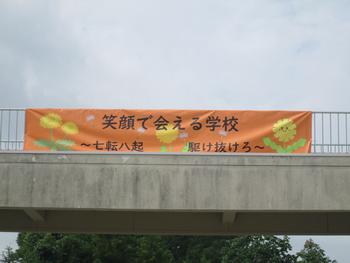 笑顔で会える学校
～七転八起　駆け抜けろ～